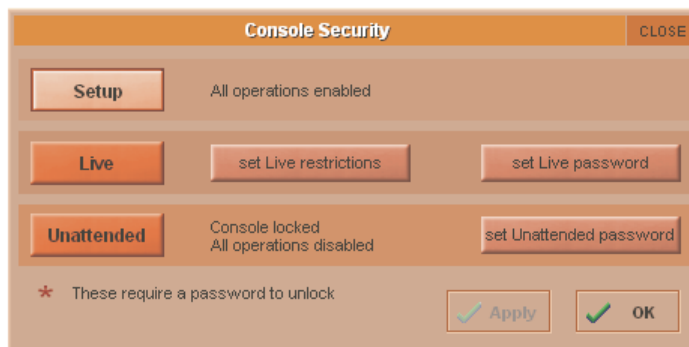 Console Security
CLOSE
Setup
All operations enabled
Live
set Live restrictions
set Live password
Unattended
Console locked
All operations disabled
set Unattended password
* These require a password to unlock
Apply
OK